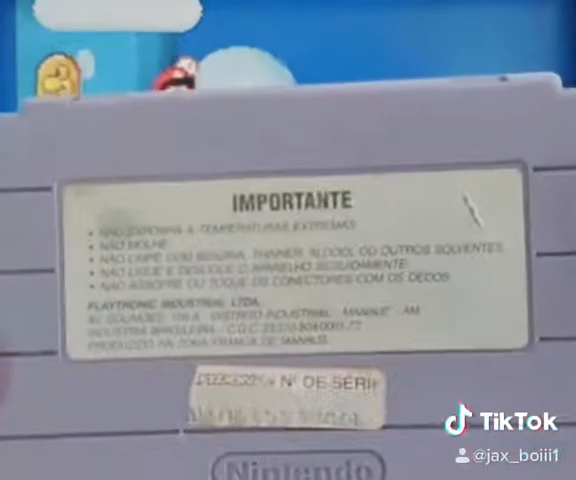 IMPORTANTE
• NÃO EXPONHA A TEMPERATURAS EXTREMAS
• NÃO MOLHE
• NÃO LIMPE COM BENZINA, THINNER, ÁLCOOL OU OUTROS SOLVENTES
• NÃO LIGUE E DESLIGUE O APARELHO SEGUIDAMENTE
• NÃO ASSOPRE OU TOQUE OS CONECTORES COM OS DEDOS
PLAYTRONIC INDUSTRIAL LTDA.
DISTRITO INDUSTRIAL MANAUS AM
INDÚSTRIA BRASILEIRA C.G.C.
PRODUZIDO NA ZONA FRANCA DE MANAUS
Nº DE SÉRIE
Nintendo
TikTok
@jax_boiii1